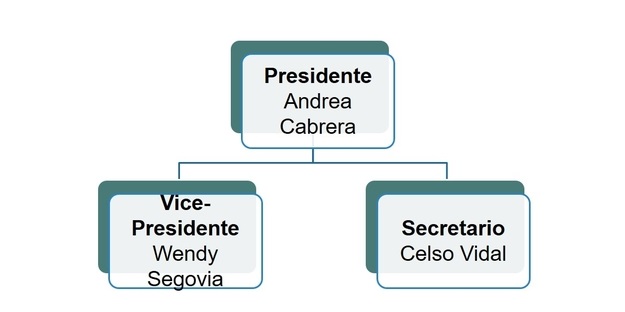 Presidente
Andrea
Cabrera
Vice-
Presidente
Wendy
Segovia
Secretario
Celso Vidal